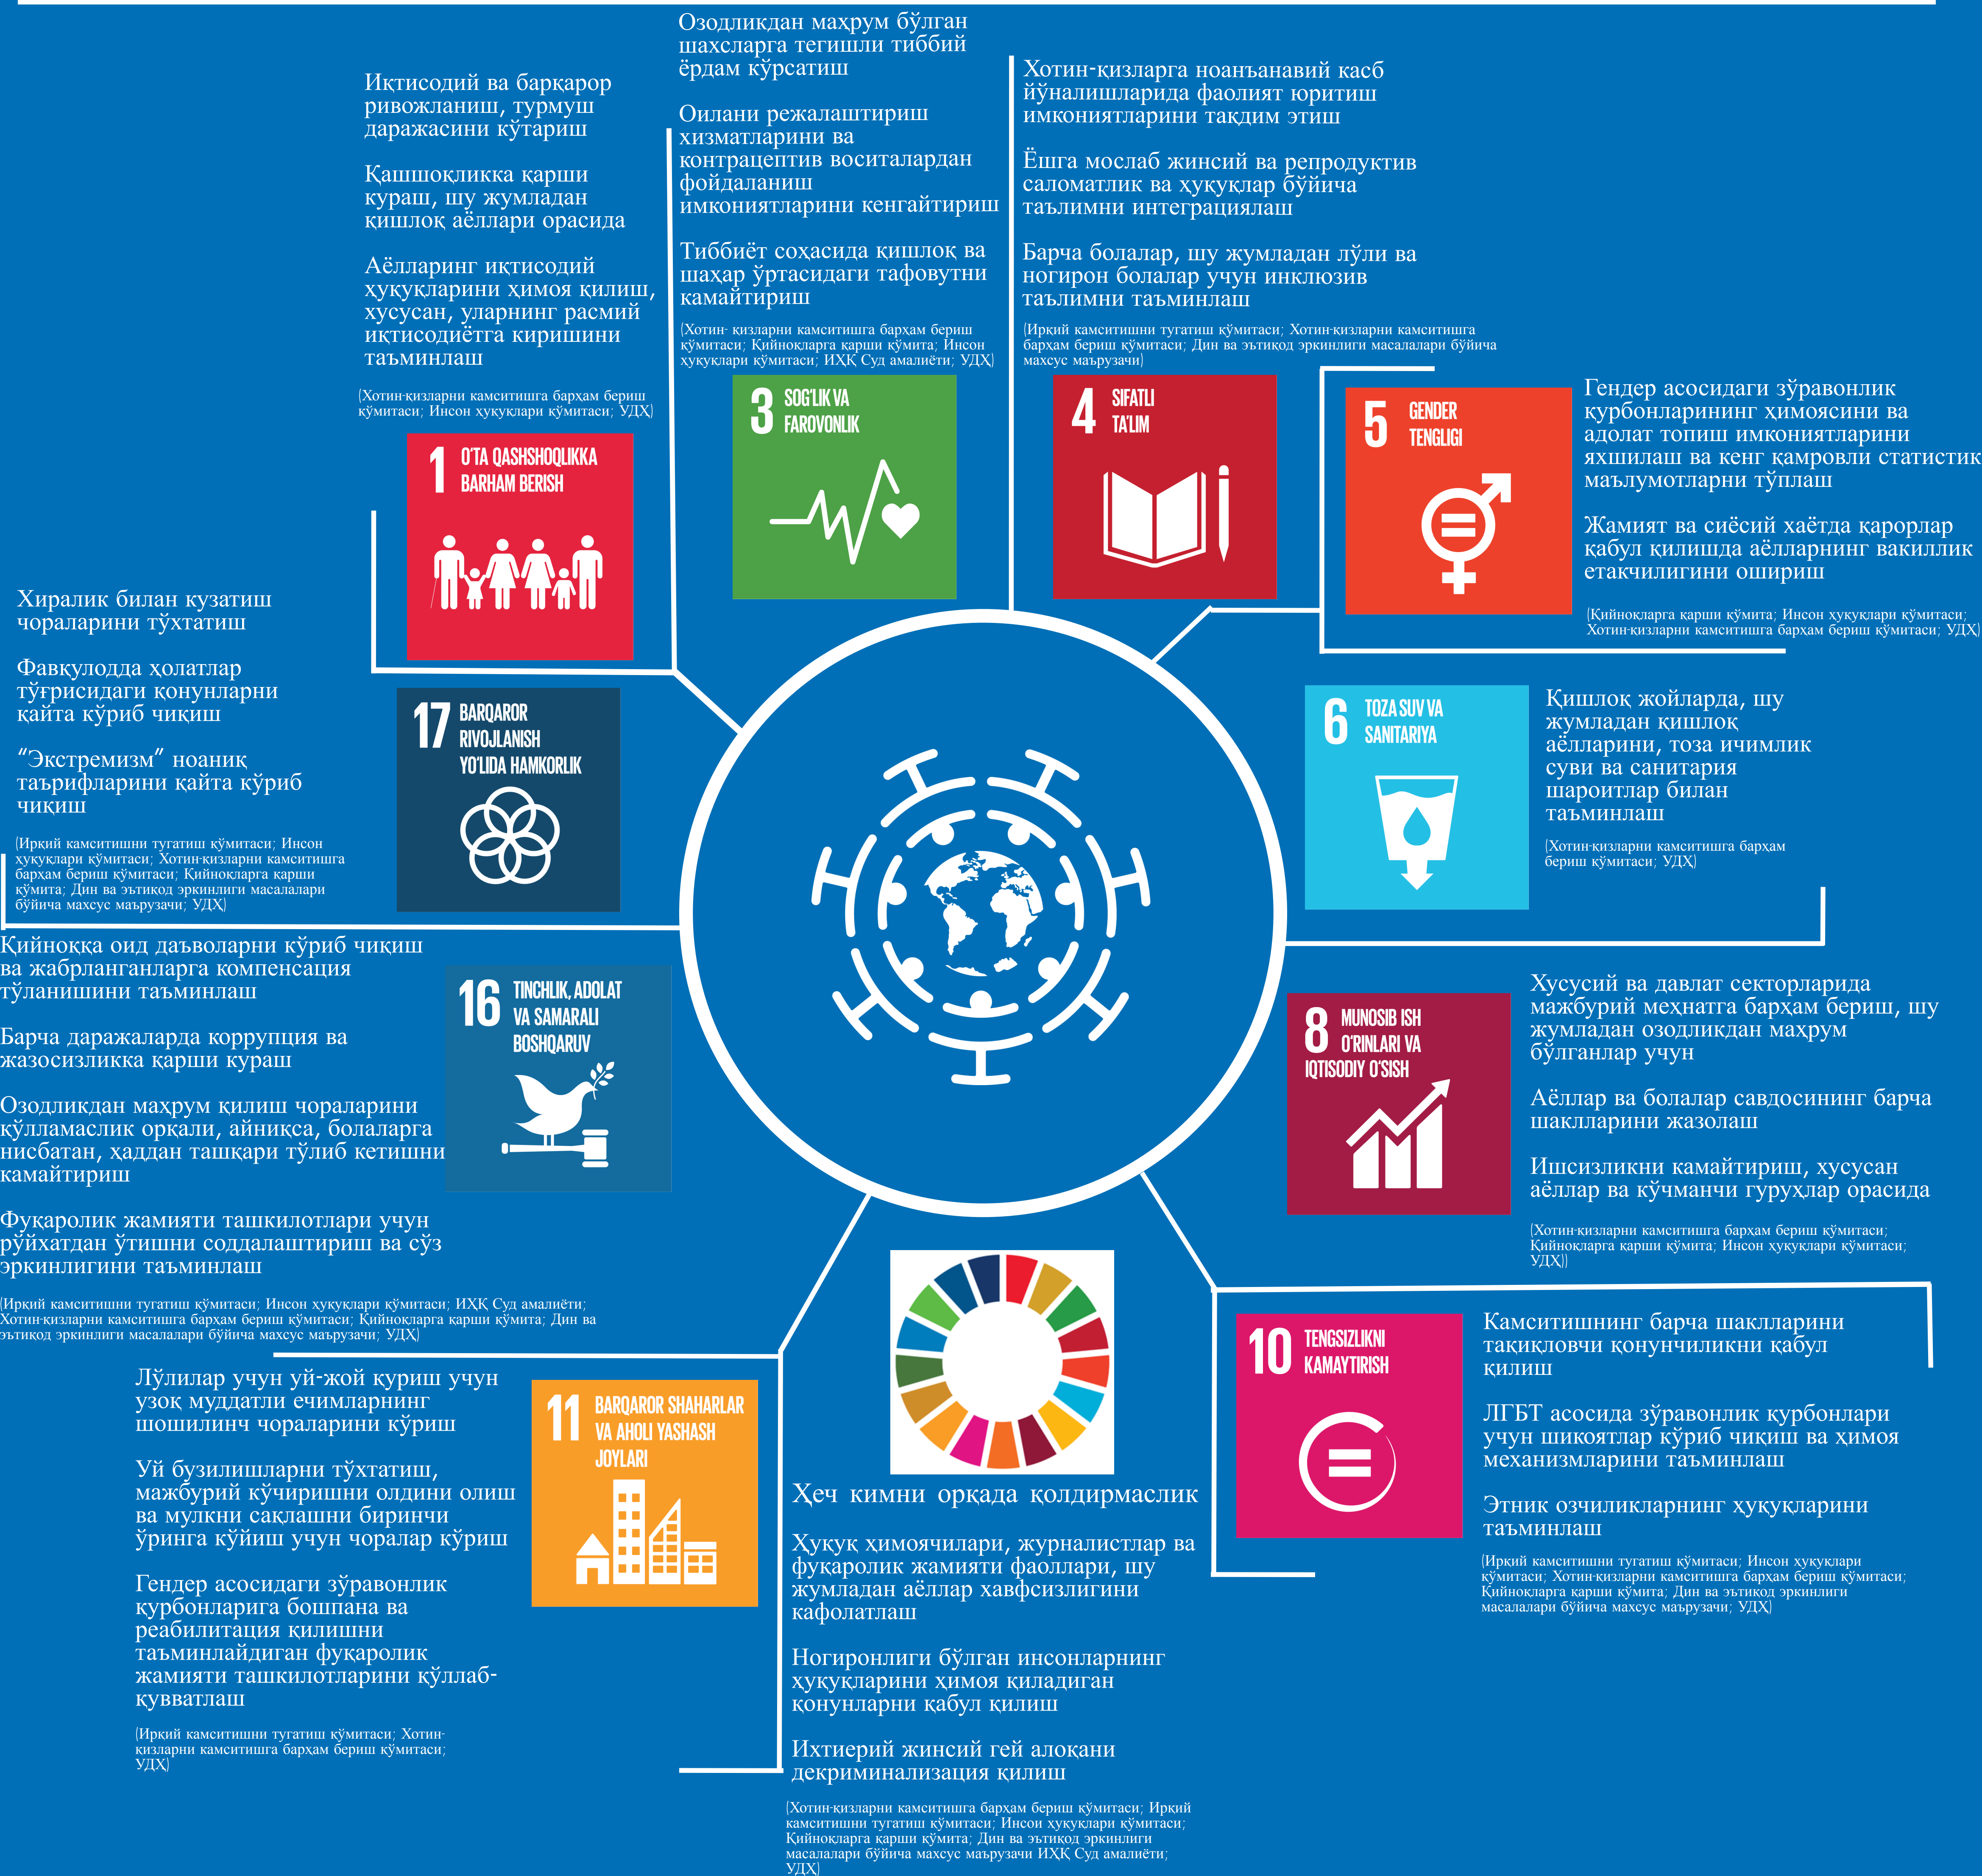 Иқтисодий ва барқарор
ривожланиш, турмуш
даражасини кўтариш
Қашшоқликка қарши
кураш, шу жумладан
қишлоқ аёллари орасида
Аёлларинг иқтисодий
ҳуқуқларини ҳимоя қилиш,
хусусан, уларнинг расмий
иқтисодиётга киришини
таъминлаш
(Хотин-қизларни камситишга барҳам бериш
қўмитаси; Инсон ҳуқуқлари қўмитаси; УДҲ)
1 O'TA QASHSHOQLIKKA
BARHAM BERISH
Озодликдан маҳрум бўлган
шахсларга тегишли тиббий
ёрдам кўрсатиш
Оилани режалаштириш
хизматларини ва
контрацептив воситалардан
фойдаланиш
имкониятларини кенгайтириш
Тиббиёт соҳасида қишлоқ ва
шаҳар ўртасидаги тафовутни
камайтириш
(Хотин- қизларни камситишга барҳам бериш
қўмитаси; Қийноқларга қарши қўмита; Инсон
ҳуқуқлари қўмитаси; ИҲҚ Суд амалиёти; УДҲ)
3 SOG'LIK VA
FAROVONLIK
Хотин-қизларга ноанъанавий касб
йўналишларида фаолият юритиш
имкониятларини тақдим этиш
Ёшга мослаб жинсий ва репродуктив
саломатлик ва ҳуқуқлар бўйича
таълимни интеграциялаш
Барча болалар, шу жумладан лўли ва
ногирон болалар учун инклюзив
таълимни таъминлаш
(Ирқий камситишни тугатиш қўмитаси; Хотин-қизларни камситишга
барҳам бериш қўмитаси; Дин ва эътиқод эркинлиги масалалари бўйича
махсус маърузачи)
4 SIFATLI
TA'LIM
5 GENDER
TENGLIGI
Гендер асосидаги зўравонлик
қурбонларининг ҳимоясини ва
адолат топиш имкониятларини
яхшилаш ва кенг қамровли статистик
маълумотларни тўплаш
Жамият ва сиёсий хаётда қарорлар
қабул қилишда аёлларнинг вакиллик
етакчилигини ошириш
(Қийноқларга қарши қўмита; Инсон ҳуқуқлари қўмитаси;
Хотин-қизларни камситишга барҳам бериш қўмитаси; УДҲ)
Хиралик билан кузатиш
чораларини тўхтатиш
Фавқулодда ҳолатлар
тўғрисидаги қонунларни
қайта кўриб чиқиш
“Экстремизм” ноаниқ
таърифларини қайта кўриб
чиқиш
(Ирқий камситишни тугатиш қўмитаси; Инсон
ҳуқуқлари қўмитаси; Хотин-қизларни камситишга
барҳам бериш қўмитаси; Қийноқларга қарши
қўмита; Дин ва эътиқод эркинлиги масалалари
бўйича махсус маърузачи; УДҲ)
17 BARQAROR
RIVOJLANISH
YO'LIDA HAMKORLIK
6 TOZA SUV VA
SANITARIYA
Қишлоқ жойларда, шу
жумладан қишлоқ
аёлларини, тоза ичимлик
суви ва санитария
шароитлар билан
таъминлаш
(Хотин-қизларни камситишга барҳам
бериш қўмитаси; УДҲ)
Қийноққа оид даъволарни кўриб чиқиш
ва жабрланганларга компенсация
тўланишини таъминлаш
Барча даражаларда коррупция ва
жазосизликка қарши кураш
Озодликдан маҳрум қилиш чораларини
қўлламаслик орқали, айниқса, болаларга
нисбатан, ҳаддан ташқари тўлиб кетишни
камайтириш
Фуқаролик жамияти ташкилотлари учун
рўйхатдан ўтишни соддалаштириш ва сўз
эркинлигини таъминлаш
(Ирқий камситишни тугатиш қўмитаси; Инсон ҳуқуқлари қўмитаси; ИҲҚ Суд амалиёти;
Хотин-қизларни камситишга барҳам бериш қўмитаси; Қийноқларга қарши қўмита; Дин ва
эътиқод эркинлиги масалалари бўйича махсус маърузачи; УДҲ)
16 TINCHLIK, ADOLAT
VA SAMARALI
BOSHQARUV
8 MUNOSIB ISH
O'RINLARI VA
IQTISODIY O'SISH
Хусусий ва давлат секторларида
мажбурий меҳнатга барҳам бериш, шу
жумладан озодликдан маҳрум
бўлганлар учун
Аёллар ва болалар савдосининг барча
шаклларини жазолаш
Ишсизликни камайтириш, хусусан
аёллар ва кўчманчи гуруҳлар орасида
(Хотин-қизларни камситишга барҳам бериш қўмитаси;
Қийноқларга қарши қўмита; Инсон ҳуқуқлари қўмитаси;
УДҲ))
10 TENGSIZLIKNI
KAMAYTIRISH
Камситишнинг барча шаклларини
тақиқловчи қонунчиликни қабул
қилиш
ЛГБТ асосида зўравонлик қурбонлари
учун шикоятлар кўриб чиқиш ва ҳимоя
механизмларини таъминлаш
Этник озчиликларнинг ҳуқуқларини
таъминлаш
(Ирқий камситишни тугатиш қўмитаси; Инсон ҳуқуқлари
қўмитаси; Хотин-қизларни камситишга барҳам бериш қўмитаси;
Қийноқларга қарши қўмита; Дин ва эътиқод эркинлиги
масалалари бўйича махсус маърузачи; УДҲ)
Лўлилар учун уй-жой қуриш учун
узоқ муддатли ечимларнинг
шошилинч чораларини кўриш
Уй бузилишларни тўхтатиш,
мажбурий кўчиришни олдини олиш
ва мулкни сақлашни биринчи
ўринга қўйиш учун чоралар кўриш
Гендер асосидаги зўравонлик
қурбонларига бошпана ва
реабилитация қилишни
таъминлайдиган фуқаролик
жамияти ташкилотларини қўллаб-
қувватлаш
(Ирқий камситишни тугатиш қўмитаси; Хотин-
қизларни камситишга барҳам бериш қўмитаси;
УДҲ)
11 BARQAROR SHAHARLAR
VA AHOLI YASHASH
JOYLARI
Ҳеч кимни орқада қолдирмаслик
Ҳуқуқ ҳимоячилари, журналистлар ва
фуқаролик жамияти фаоллари, шу
жумладан аёллар хавфсизлигини
кафолатлаш
Ногиронлиги бўлган инсонларнинг
ҳуқуқларини ҳимоя қиладиган
қонунларни қабул қилиш
Ихтиерий жинсий гей алоқани
декриминализация қилиш
(Хотин-қизларни камситишга барҳам бериш қўмитаси; Ирқий
камситишни тугатиш қўмитаси; Инсои ҳуқуқлари қўмитаси;
Қийноқларга қарши қўмита; Дин ва эътиқод эркинлиги
масалалари бўйича махсус маърузачи ИҲҚ Суд амалиёти;
УДҲ)